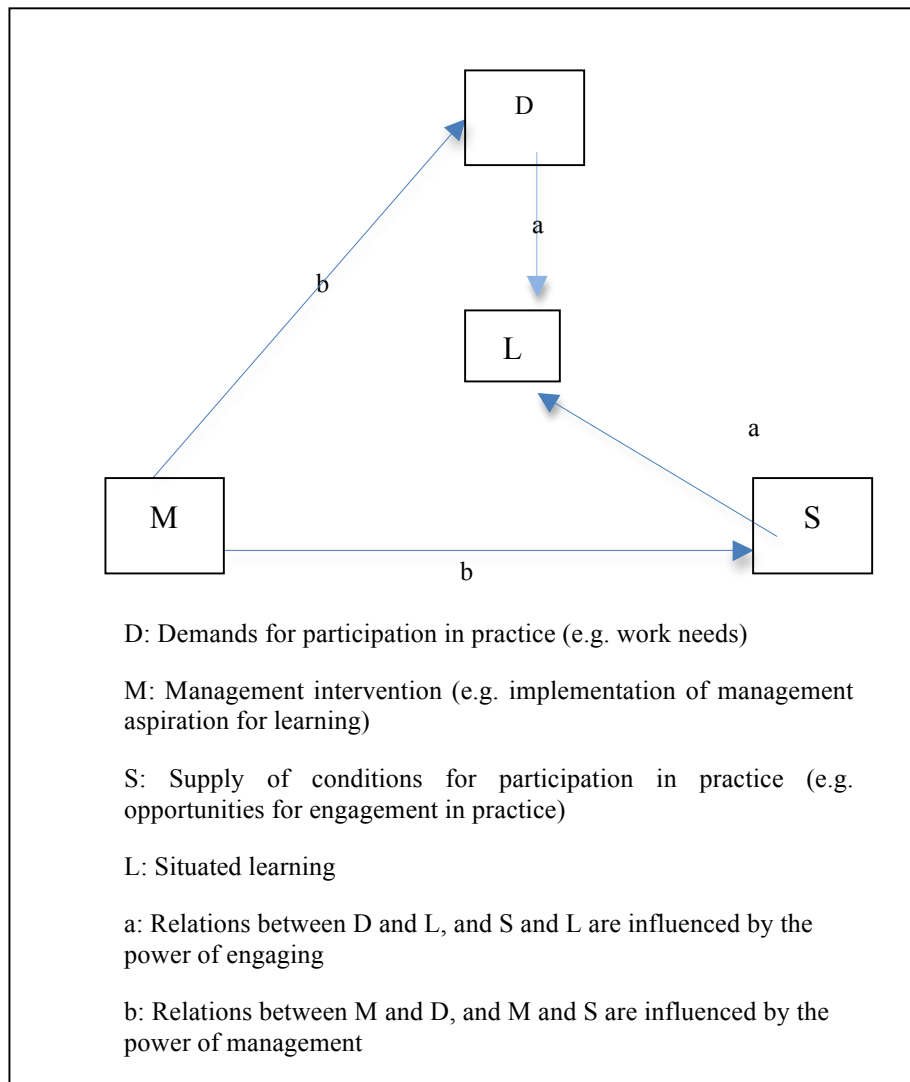 D
a
b
L
a
M
S
b
D: Demands for participation in practice (e.g. work needs)
M: Management intervention (e.g. implementation of management
aspiration for learning)
S: Supply of conditions for participation in practice (e.g.
opportunities for engagement in practice)
L: Situated learning
a: Relations between D and L, and S and L are influenced by the
power of engaging
b: Relations between M and D, and M and S are influenced by the
power of management